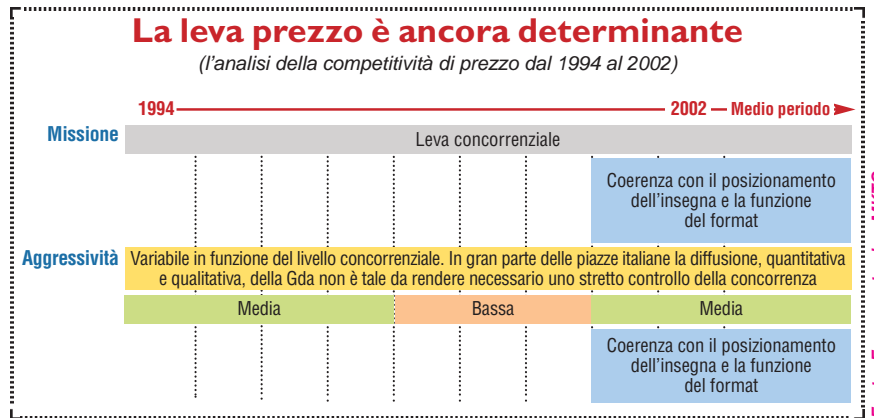 La leva prezzo è ancora determinante
(l'analisi della competitività di prezzo dal 1994 al 2002)
1994
2002
Medio periodo
Missione
Leva concorrenziale
Coerenza con il posizionamento
dell'insegna e la funzione
del format
Aggressività
Variabile in funzione del livello concorrenziale. In gran parte delle piazze italiane la diffusione, quantitativa
e qualitativa, della Gda non è tale da rendere necessario uno stretto controllo della concorrenza
Media
Bassa
Media
Coerenza con il posizionamento
dell'insegna e la funzione
del format